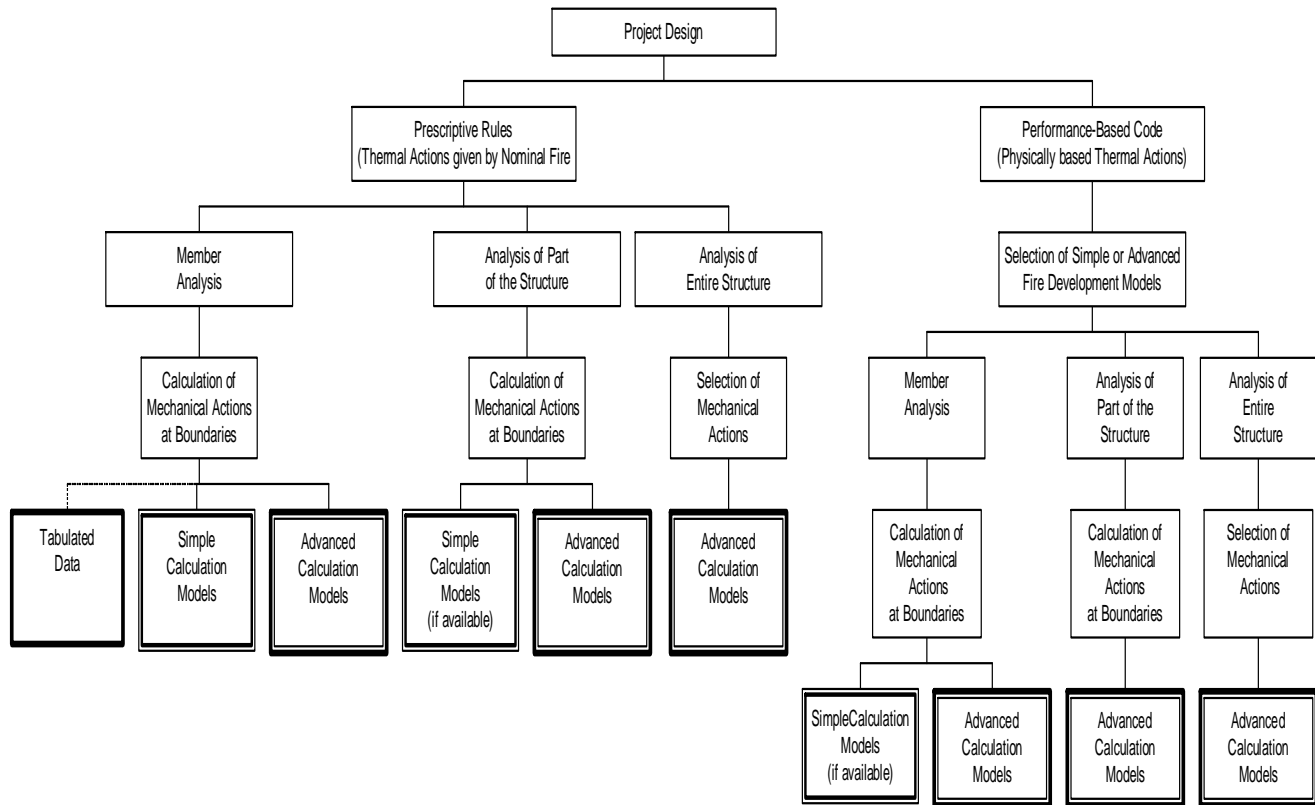 Project Design
Prescriptive Rules
(Thermal Actions given by Nominal Fire
Performance-Based Code
(Physically based Thermal Actions)
Member
Analysis
Analysis of Part
of the Structure
Analysis of
Entire Structure
Selection of Simple or Advanced
Fire Development Models
Calculation of
Mechanical Actions
at Boundaries
Calculation of
Mechanical Actions
at Boundaries
Selection of
Mechanical
Actions
Member
Analysis
Analysis of
Part of the
Structure
Analysis of
Entire
Structure
Tabulated
Data
Simple
Calculation
Models
Advanced
Calculation
Models
Simple
Calculation
Models
(if available)
Advanced
Calculation
Models
Advanced
Calculation
Models
Calculation of
Mechanical
Actions
at Boundaries
Calculation of
Mechanical
Actions
at Boundaries
Selection of
Mechanical
Actions
SimpleCalculation
Models
(if available)
Advanced
Calculation
Models
Advanced
Calculation
Models
Advanced
Calculation
Models